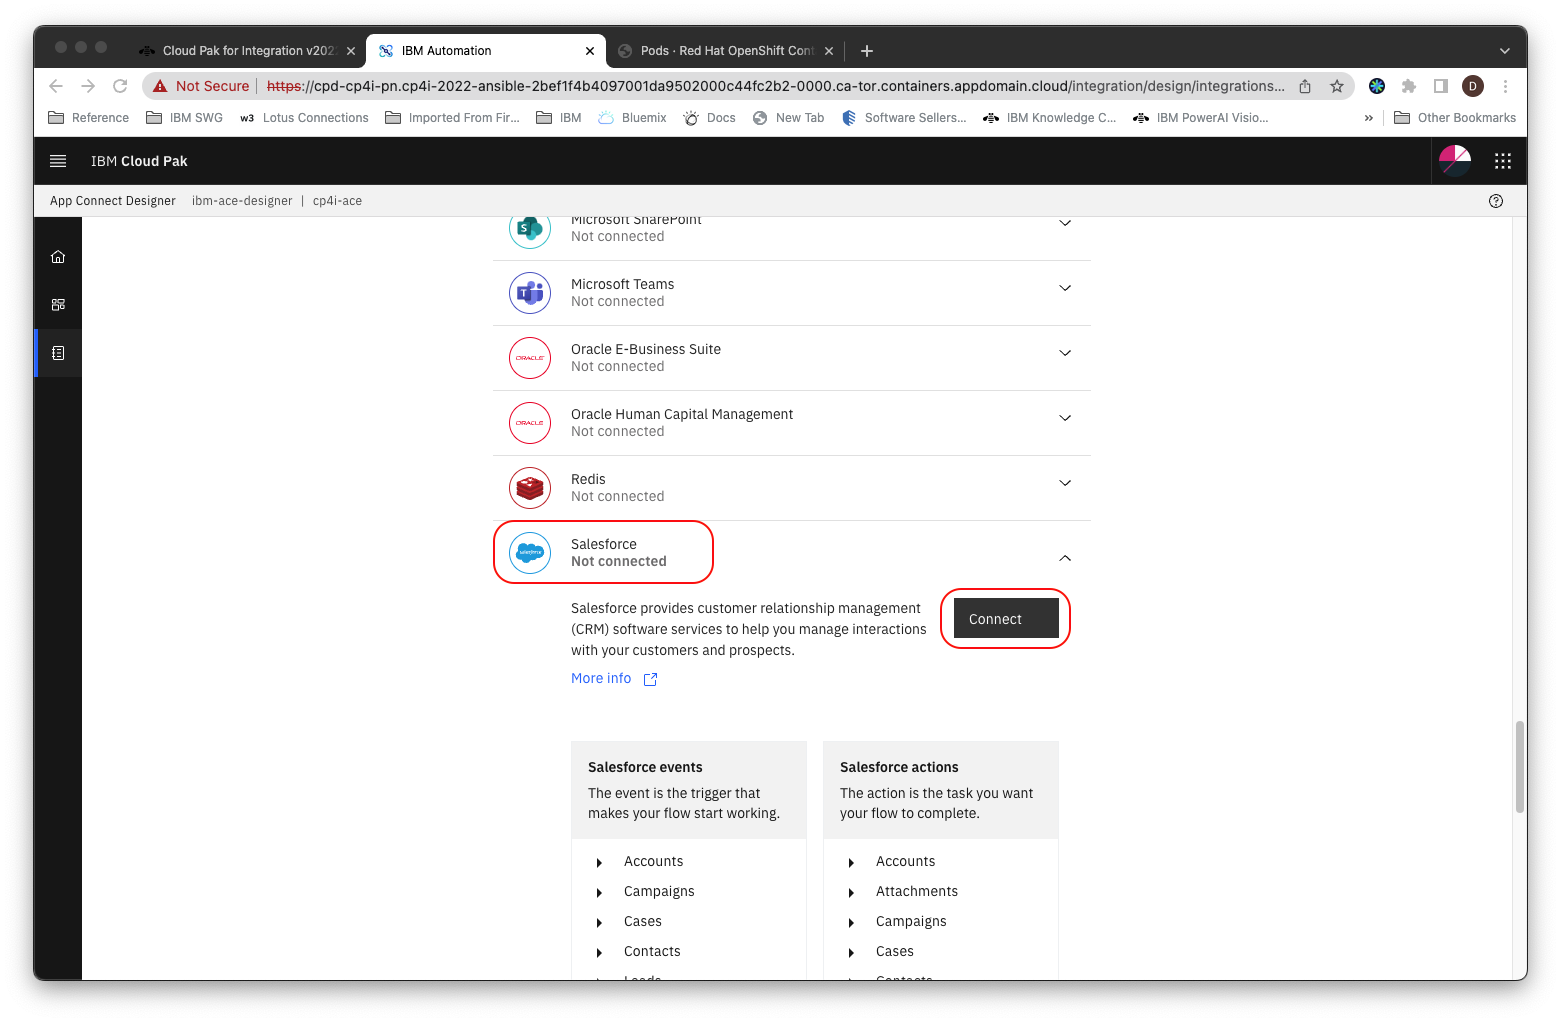 Cloud Pak for Integration v202
IBM Automation
Pods · Red Hat OpenShift Cont
Not Secure
https://cpd-cp4i-pn.cp4i-2022-ansible-2bef1f4b4097001da9502000c44fc2b2-0000.ca-tor.containers.appdomain.cloud/integration/design/integrations...
D
Reference
IBM SWG
w3 Lotus Connections
Imported From Fir...
IBM
Bluemix
Docs
New Tab
Software Sellers...
IBM Knowledge C...
IBM PowerAI Visio...
»
Other Bookmarks
IBM Cloud Pak
App Connect Designer
ibm-ace-designer | cp4i-ace
Microsoft SharePoint
Not connected
Microsoft Teams
Not connected
ORACLE
Oracle E-Business Suite
Not connected
ORACLE
Oracle Human Capital Management
Not connected
Redis
Not connected
salesforce
Salesforce
Not connected
Salesforce provides customer relationship management
(CRM) software services to help you manage interactions
with your customers and prospects.
Connect
More info
Salesforce events
The event is the trigger that
makes your flow start working.
Accounts
Campaigns
Cases
Contacts
Leads
Salesforce actions
The action is the task you want
your flow to complete.
Accounts
Attachments
Campaigns
Cases
Contacts